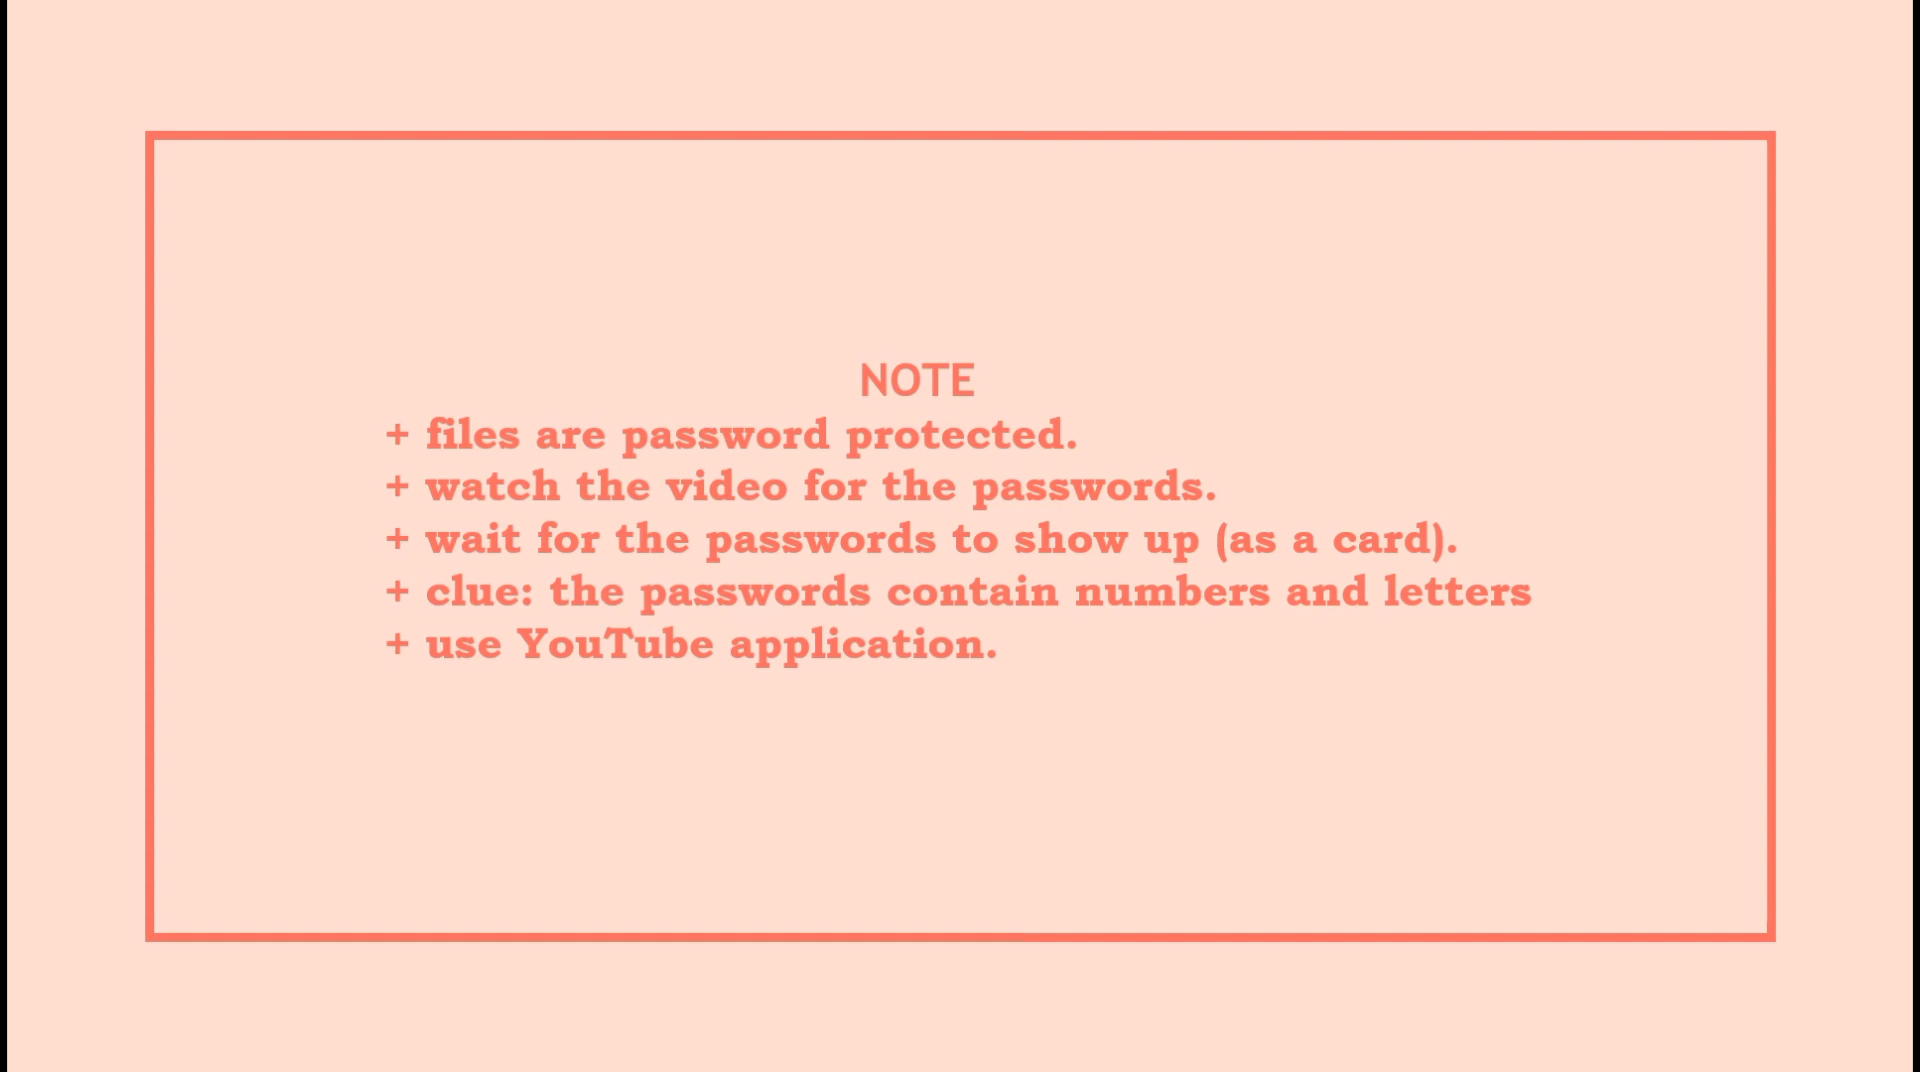 NOTE
+ files are password protected.
+ watch the video for the passwords.
+ wait for the passwords to show up (as a card).
+ clue: the passwords contain numbers and letters
+ use YouTube application.